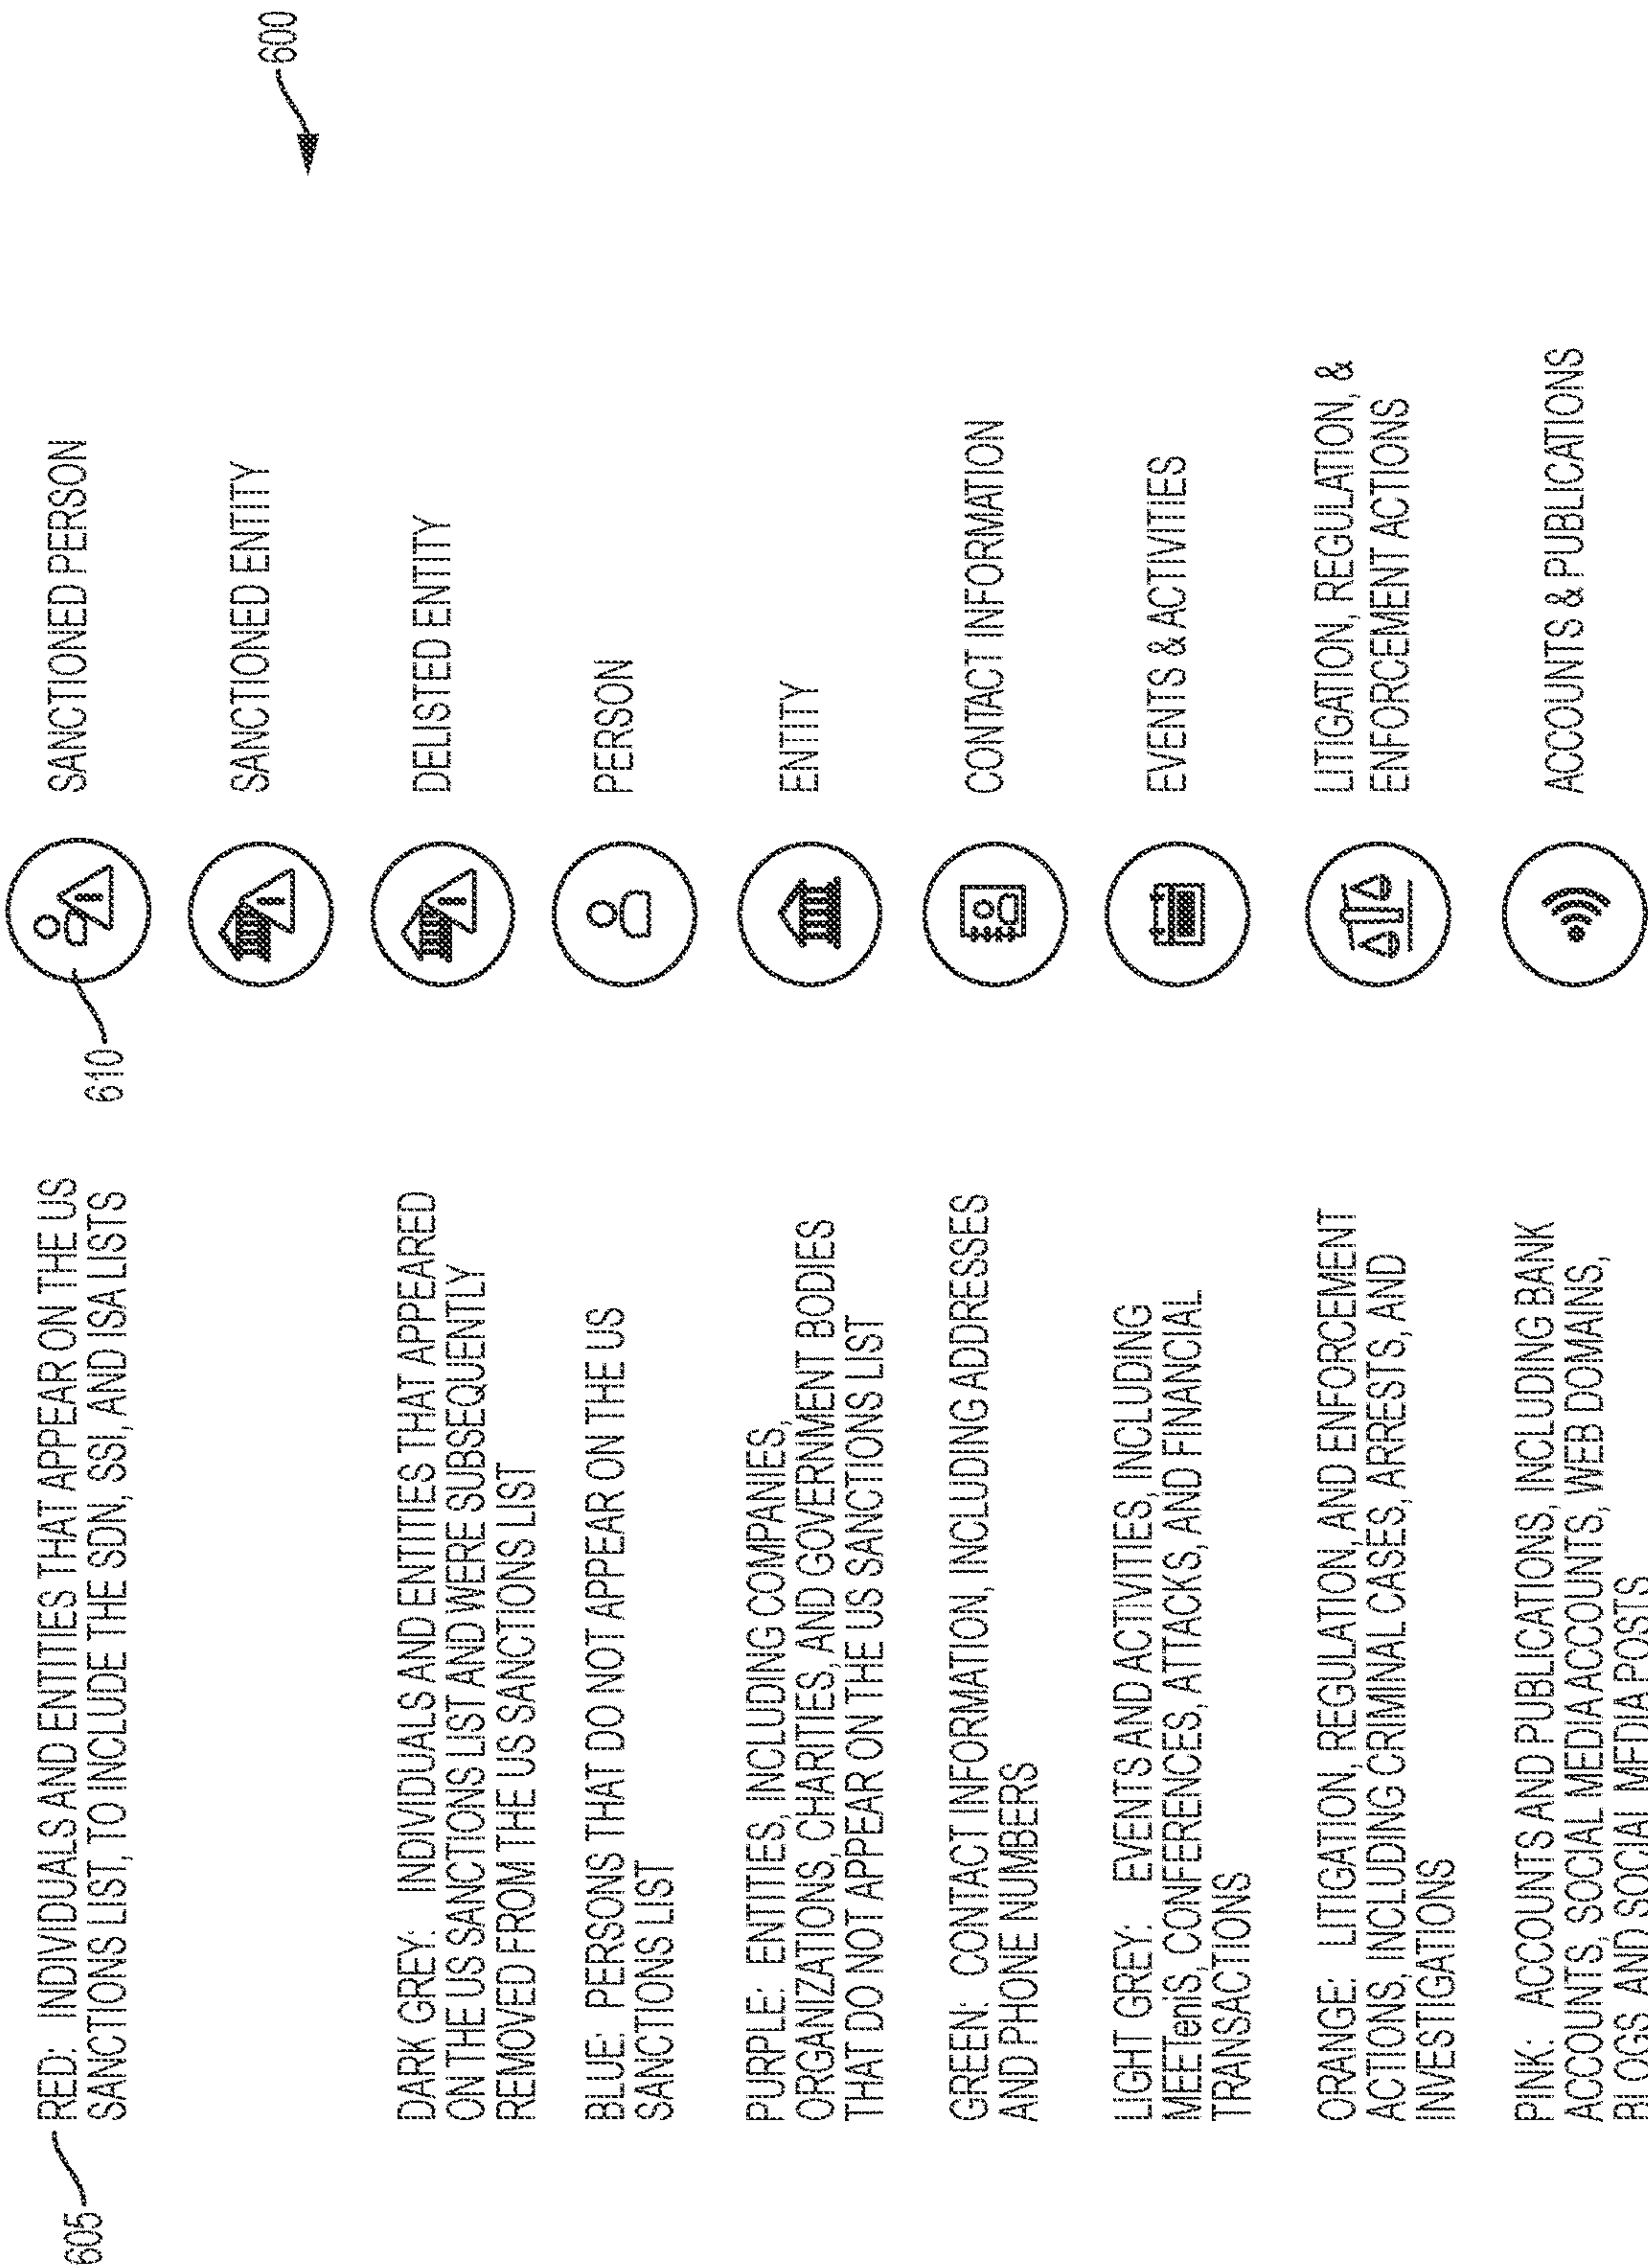 600
605
RED: INDIVIDUALS AND ENTITIES THAT APPEAR ON THE US
SANCTIONS LIST, TO INCLUDE THE SDN, SSI, AND ISA LISTS
610
SANCTIONED PERSON
SANCTIONED ENTITY
DARK GREY: INDIVIDUALS AND ENTITIES THAT APPEARED
ON THE US SANCTIONS LIST AND WERE SUBSEQUENTLY
REMOVED FROM THE US SANCTIONS LIST
DELISTED ENTITY
BLUE: PERSONS THAT DO NOT APPEAR ON THE US
SANCTIONS LIST
PERSON
PURPLE: ENTITIES, INCLUDING COMPANIES,
ORGANIZATIONS, CHARITIES, AND GOVERNMENT BODIES
THAT DO NOT APPEAR ON THE US SANCTIONS LIST
ENTITY
GREEN: CONTACT INFORMATION, INCLUDING ADDRESSES
AND PHONE NUMBERS
CONTACT INFORMATION
LIGHT GREY: EVENTS AND ACTIVITIES, INCLUDING
MEETeniS, CONFERENCES, ATTACKS, AND FINANCIAL
TRANSACTIONS
EVENTS & ACTIVITIES
ORANGE: LITIGATION, REGULATION, AND ENFORCEMENT
ACTIONS, INCLUDING CRIMINAL CASES, ARRESTS, AND
INVESTIGATIONS
LITIGATION, REGULATION, &
ENFORCEMENT ACTIONS
PINK: ACCOUNTS AND PUBLICATIONS, INCLUDING BANK
ACCOUNTS, SOCIAL MEDIA ACCOUNTS, WEB DOMAINS,
BLOGS AND SOCIAL MEDIA POSTS
ACCOUNTS & PUBLICATIONS